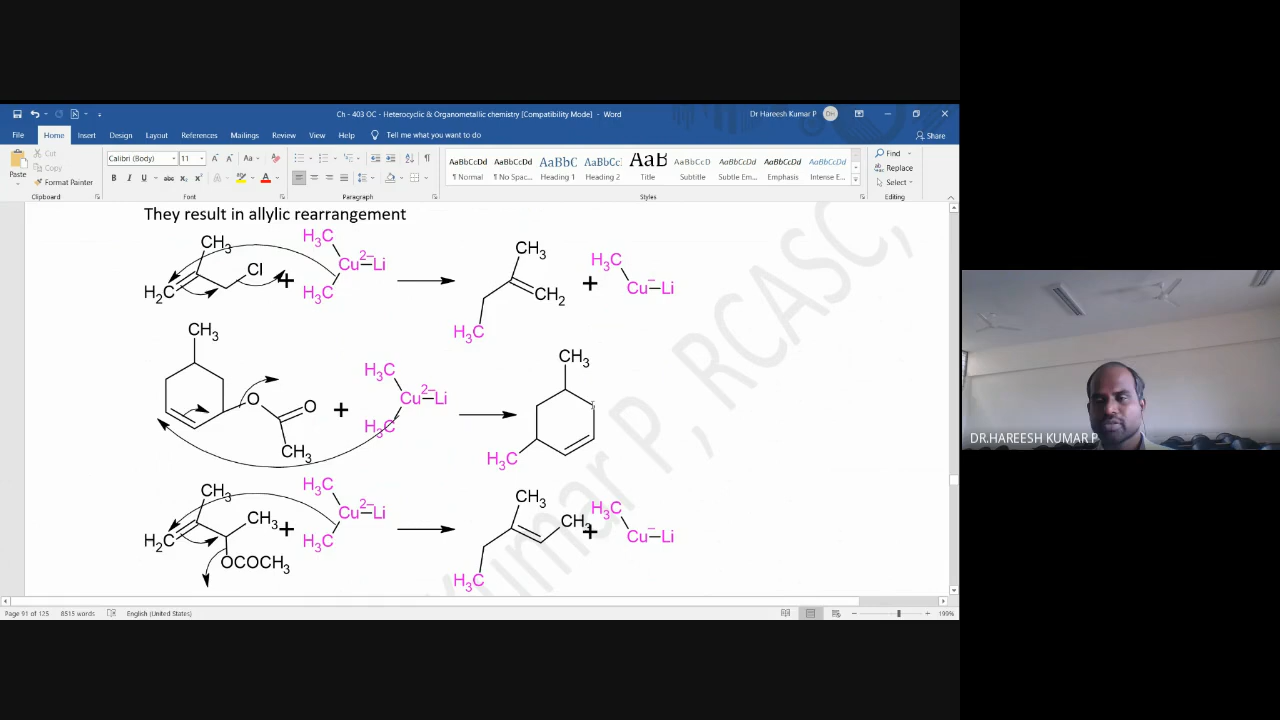 Ch - 403 OC - Heterocyclic & Organometallic chemistry [Compatibility Mode] - Word
Dr Hareesh Kumar P DH
File Home Insert Design Layout References Mailings Review View Help Tell me what you want to do Share
Paste Cut Copy Format Painter
Calibri (Body) 11
AaBbCcDd AaBbCcDd AaBbC AaBbCc AaB AaBbCcD AaBbCcDd AaBbCcDd AaBbCcDd
¶ Normal ¶ No Spac... Heading 1 Heading 2 Title Subtitle Subtle Em... Emphasis Intense E...
Find Replace Select
Clipboard Font Paragraph Styles Editing
They result in allylic rearrangement
CH3 H2C Cl + H3C H3C Cu2– Li CH3 CH2 H3C + H3C Cu– Li
CH3 O O CH3 + H3C H3C Cu2– Li CH3 H3C
CH3 H2C CH3 OCOCH3 + H3C H3C Cu2– Li CH3 CH3 H3C + H3C Cu– Li
Kumar P, RCASC,
Page 91 of 125 8515 words English (United States) 199%
DR.HAREESH KUMAR P